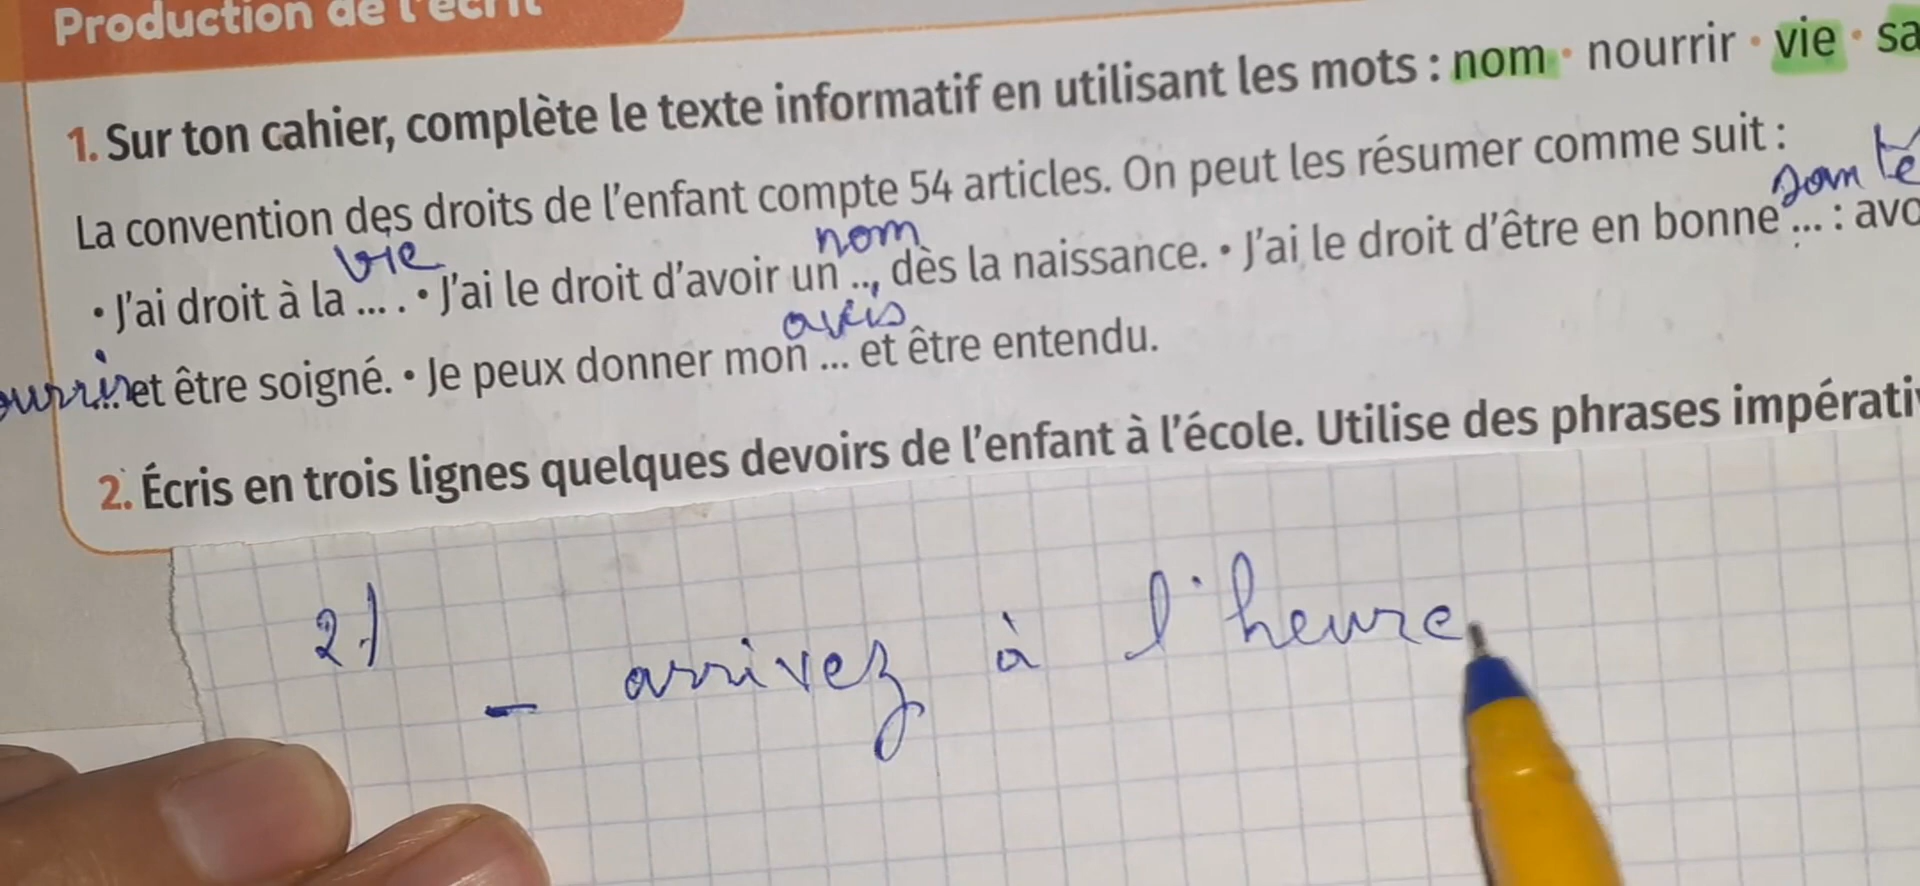 Production de l'écrit
1. Sur ton cahier, complète le texte informatif en utilisant les mots : nom • nourrir • vie • sa
La convention des droits de l'enfant compte 54 articles. On peut les résumer comme suit :
vie nom santé
• J'ai droit à la ... . • J'ai le droit d'avoir un .., dès la naissance. • J'ai le droit d'être en bonne ... : avo
avis
ourrir ... et être soigné. • Je peux donner mon ... et être entendu.
2. Écris en trois lignes quelques devoirs de l'enfant à l'école. Utilise des phrases impérativ
2) - arrivez à l'heure